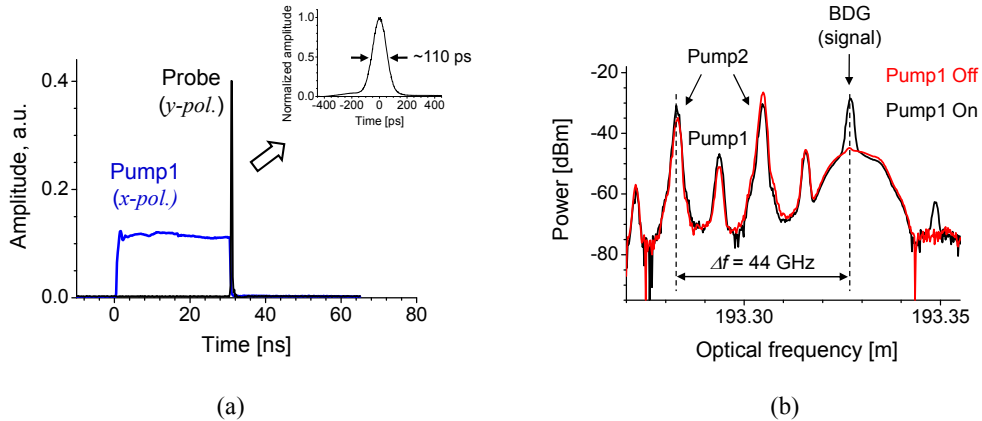 Normalized amplitude
1.0
0.5
0.0
~110 ps
-400 -200 0 200 400
Time [ps]
Probe
(y-pol.)
Pump1
(x-pol.)
Amplitude, a.u.
0.4
0.2
0.0
0 20 40 60 80
Time [ns]
(a)
BDG
(signal)
Pump2
Pump1 Off
Pump1 On
Pump1
Power [dBm]
-20
-40
-60
-80
Δf = 44 GHz
193.30 193.35
Optical frequency [m]
(b)